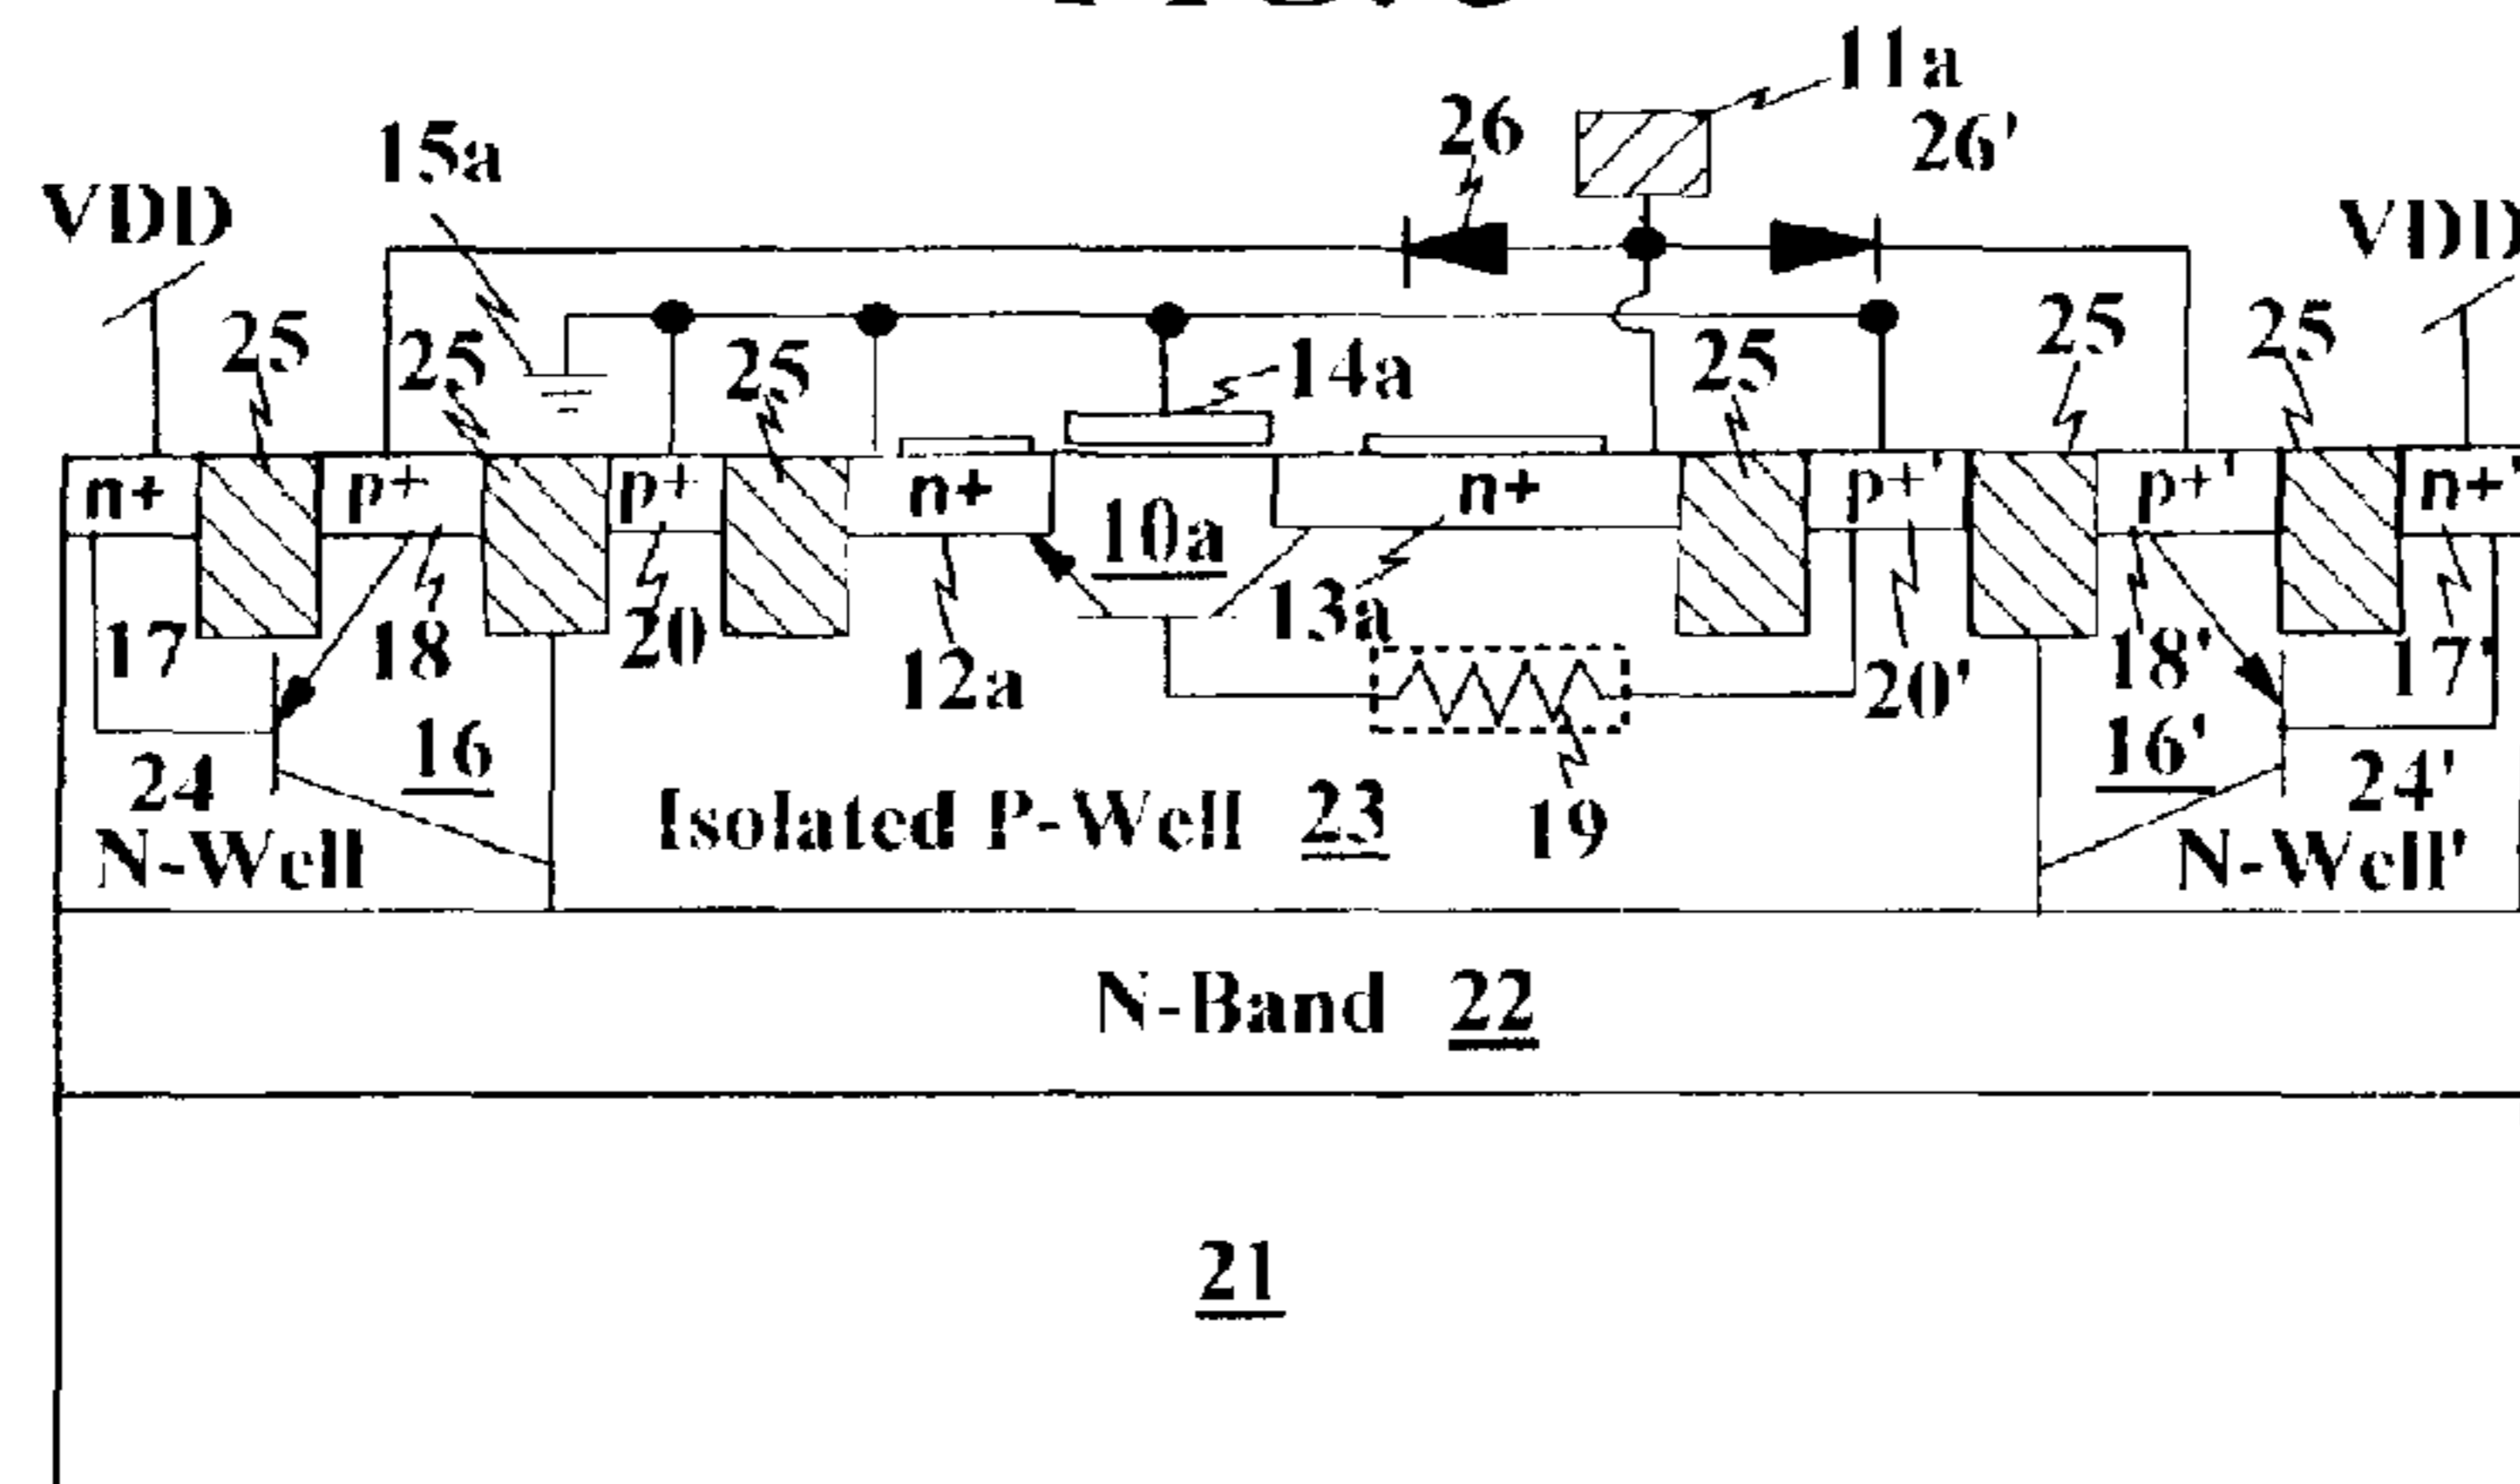 11a
26
26'
15a
VDD
VDD
25
25
25
14a
25
25
25
n+
p+
p+
n+
10a
n+
p+'
p+'
n+'
17
18
20
12a
13a
20'
18'
17'
16
16'
24
Isolated P-Well 23
19
24'
N-Well
N-Well'
N-Band 22
21